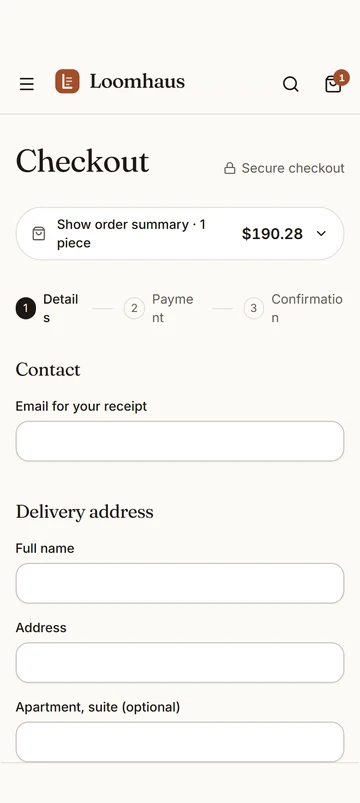 Loomhaus
1
Checkout
Secure checkout
Show order summary · 1
piece
$190.28
1
Detail
s
2
Payme
nt
3
Confirmatio
n
Contact
Email for your receipt
Delivery address
Full name
Address
Apartment, suite (optional)